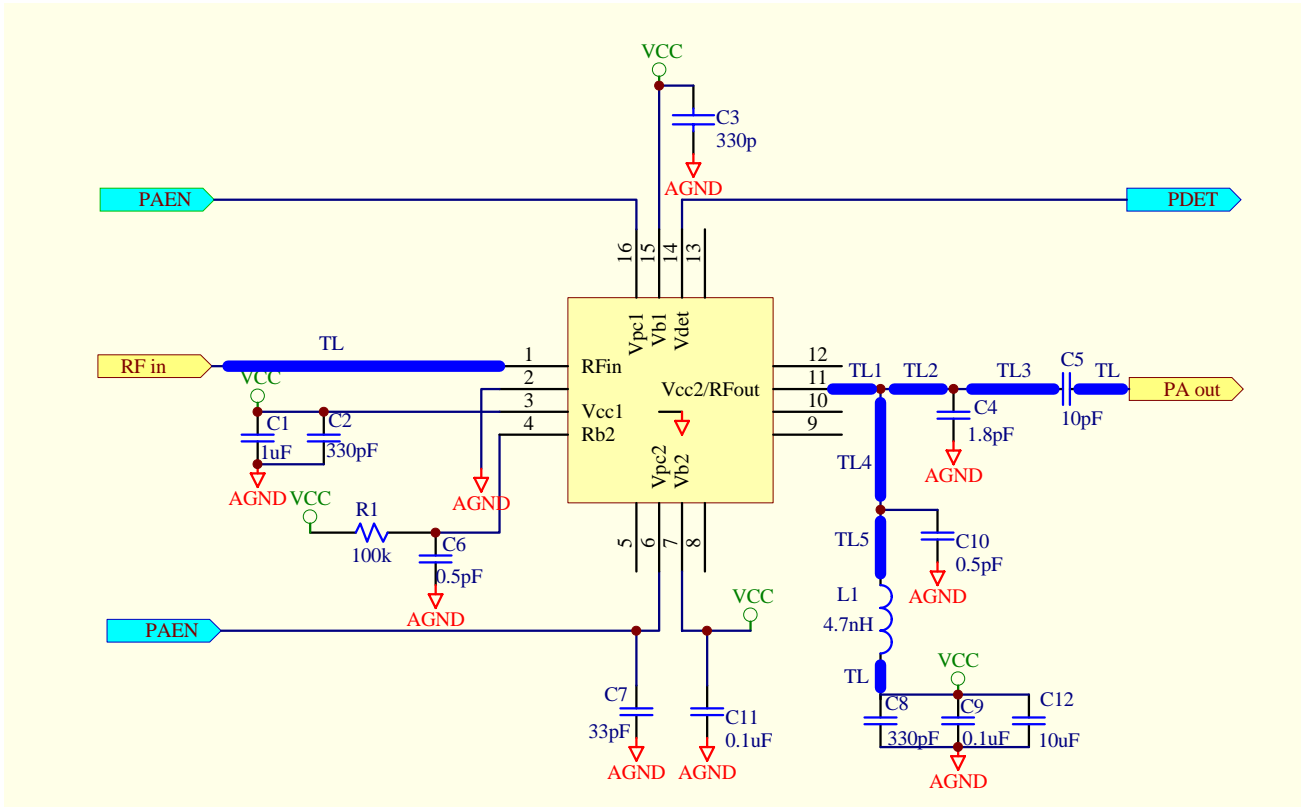 VCC
C3
330p
AGND
PAEN
PDET
16
15
14
13
Vpc1
Vb1
Vdet
TL
RF in
1
RFin
2
3
Vcc1
4
Rb2
Vcc2/RFout
12
11
10
9
TL1
TL2
TL3
C5
10pF
TL
PA out
C4
1.8pF
AGND
VCC
C1
1uF
C2
330pF
AGND
AGND
VCC
R1
100k
C6
0.5pF
AGND
Vpc2
Vb2
5
6
7
8
TL4
TL5
C10
0.5pF
AGND
L1
4.7nH
TL
PAEN
VCC
C7
33pF
AGND
C11
0.1uF
AGND
VCC
C8
330pF
C9
0.1uF
C12
10uF
AGND